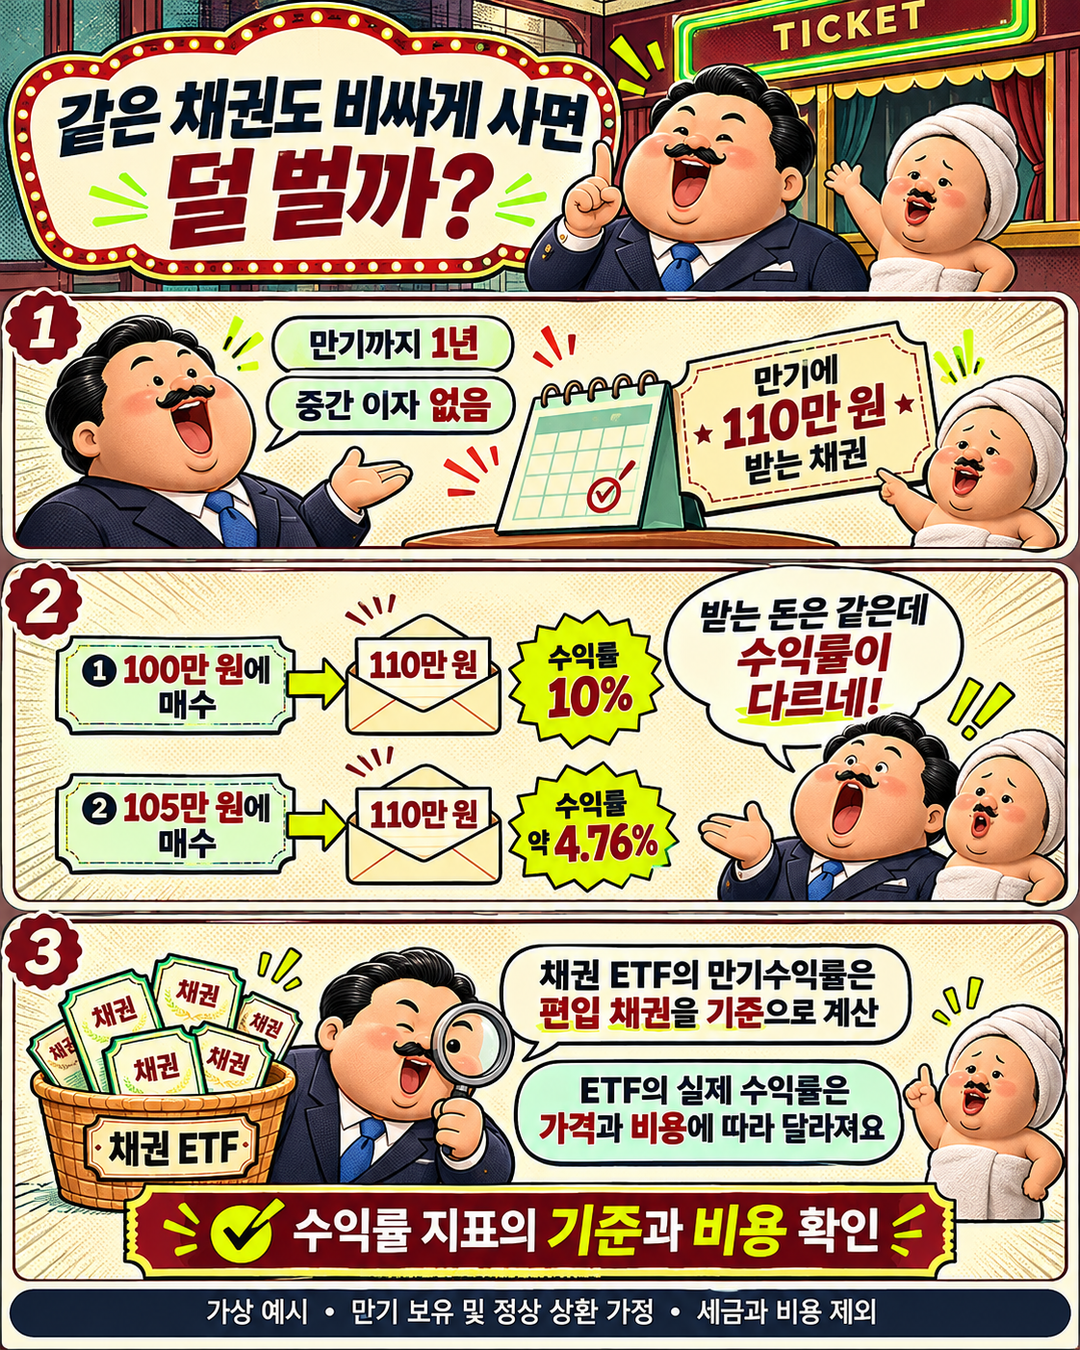 TICKET
같은 채권도 비싸게 사면
덜 벌까?
1
만기까지 1년
중간 이자 없음
만기에
110만 원
받는 채권
2
1 100만 원에
매수
110만 원
수익률
10%
받는 돈은 같은데
수익률이
다르네!
2 105만 원에
매수
110만 원
수익률
약 4.76%
3
채권
채권
채권
채권
채권
채권
채권 ETF
채권 ETF의 만기수익률은
편입 채권을 기준으로 계산
ETF의 실제 수익률은
가격과 비용에 따라 달라져요
수익률 지표의 기준과 비용 확인
가상 예시 • 만기 보유 및 정상 상환 가정 • 세금과 비용 제외